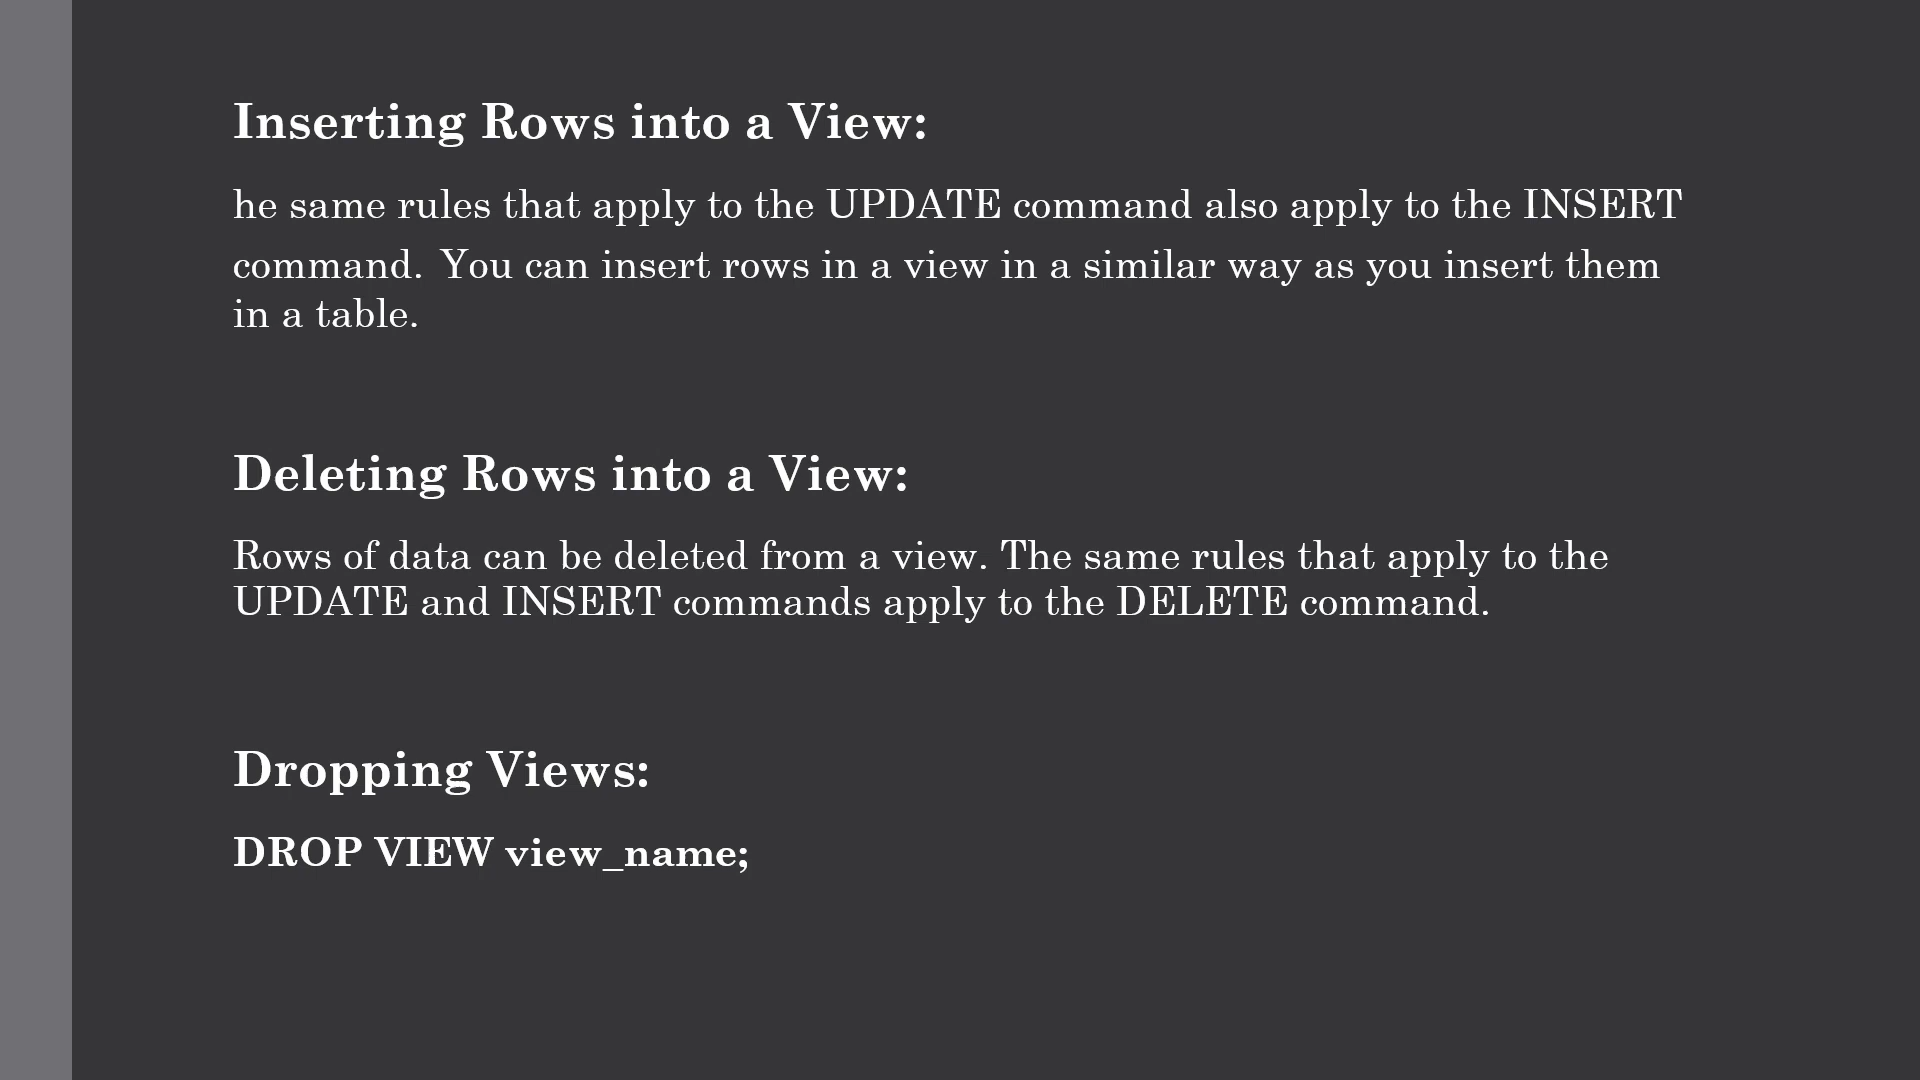 Inserting Rows into a View:
he same rules that apply to the UPDATE command also apply to the INSERT
command. You can insert rows in a view in a similar way as you insert them
in a table.
Deleting Rows into a View:
Rows of data can be deleted from a view. The same rules that apply to the
UPDATE and INSERT commands apply to the DELETE command.
Dropping Views:
DROP VIEW view_name;